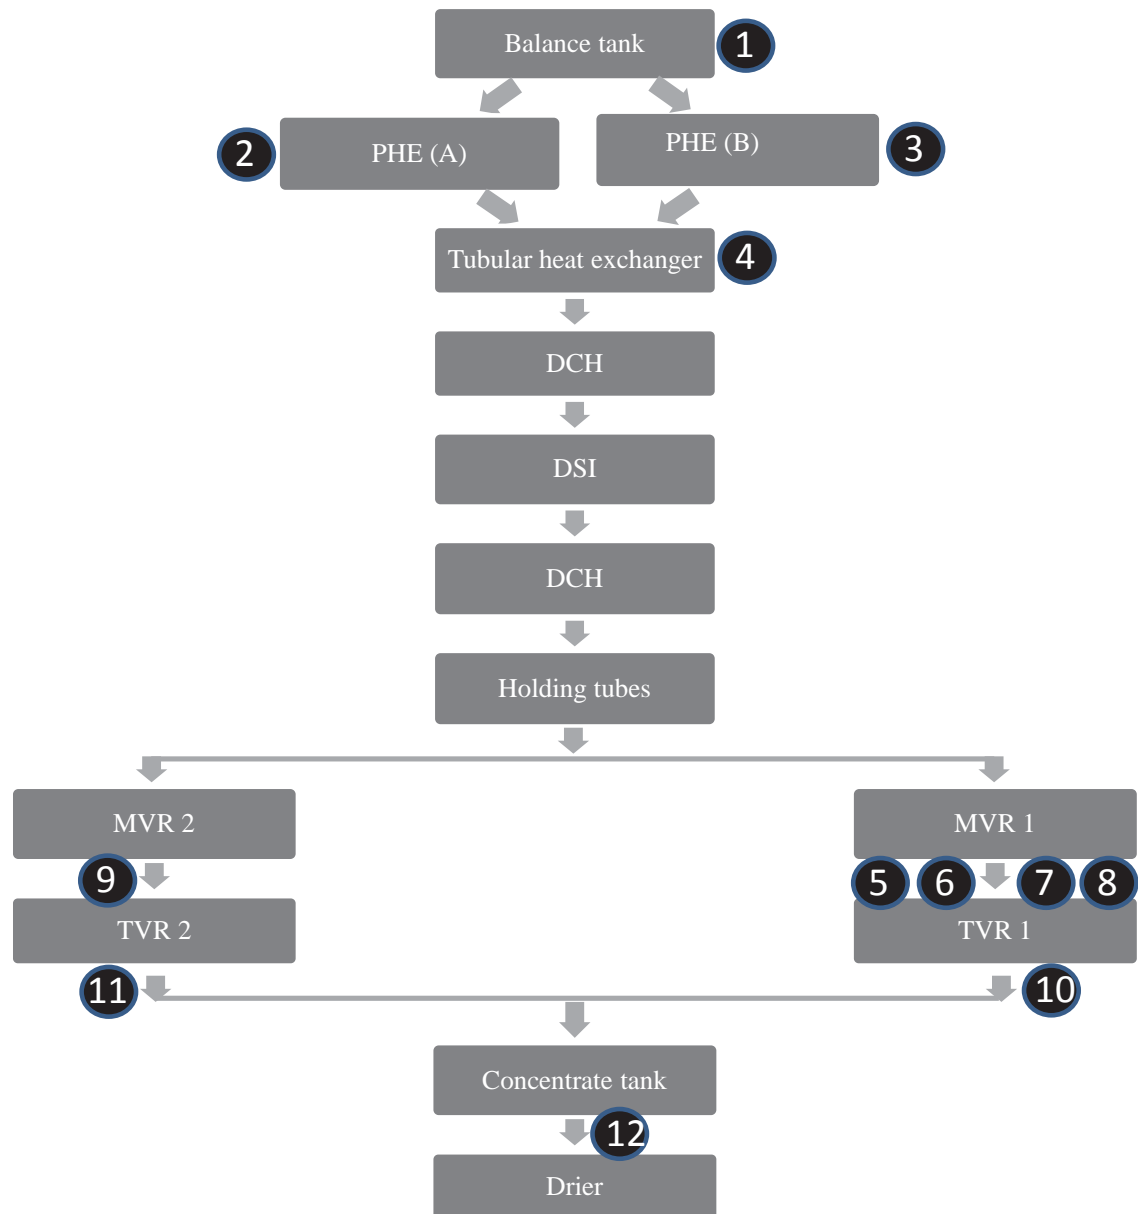 Balance tank
1
2
PHE (A)
PHE (B)
3
Tubular heat exchanger
4
DCH
DSI
DCH
Holding tubes
MVR 2
MVR 1
9
5
6
7
8
TVR 2
TVR 1
11
10
Concentrate tank
12
Drier